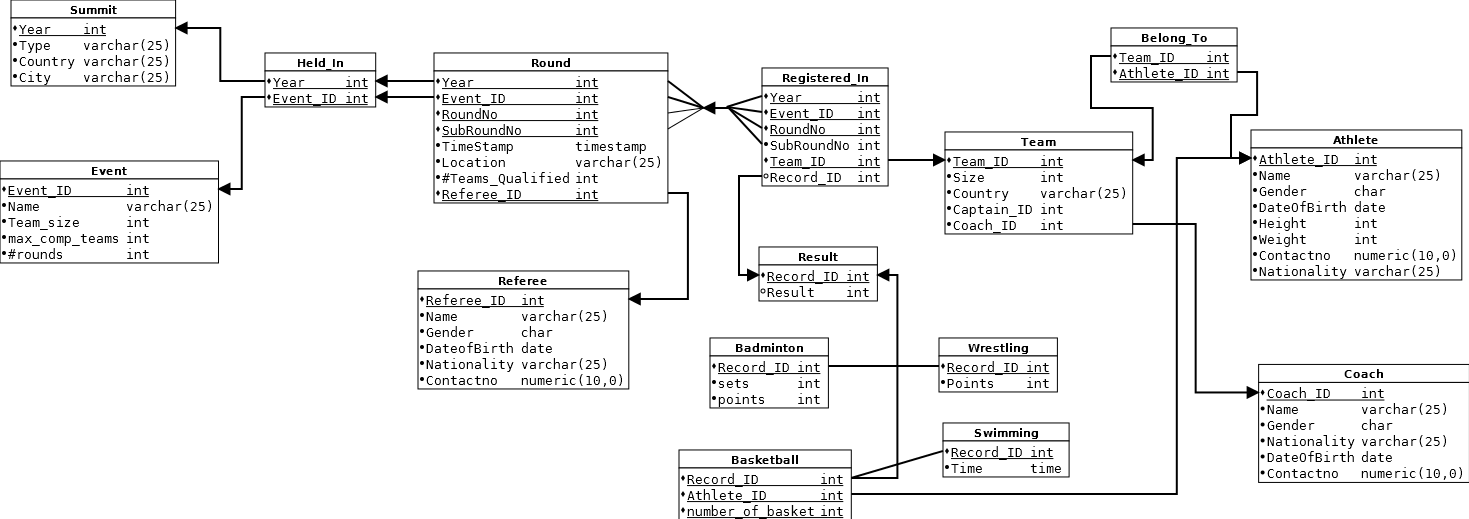 Summit
Year int
Type varchar(25)
Country varchar(25)
City varchar(25)
Held_In
Year int
Event_ID int
Event
Event_ID int
Name varchar(25)
Team_size int
max_comp_teams int
#rounds int
Round
Year int
Event_ID int
RoundNo int
SubRoundNo int
TimeStamp timestamp
Location varchar(25)
#Teams_Qualified int
Referee_ID int
Referee
Referee_ID int
Name varchar(25)
Gender char
DateofBirth date
Nationality varchar(25)
Contactno numeric(10,0)
Registered_In
Year int
Event_ID int
RoundNo int
SubRoundNo int
Team_ID int
Record_ID int
Result
Record_ID int
Result int
Badminton
Record_ID int
sets int
points int
Wrestling
Record_ID int
Points int
Swimming
Record_ID int
Time time
Basketball
Record_ID int
Athlete_ID int
number_of_basket int
Belong_To
Team_ID int
Athlete_ID int
Team
Team_ID int
Size int
Country varchar(25)
Captain_ID int
Coach_ID int
Athlete
Athlete_ID int
Name varchar(25)
Gender char
DateOfBirth date
Height int
Weight int
Contactno numeric(10,0)
Nationality varchar(25)
Coach
Coach_ID int
Name varchar(25)
Gender char
Nationality varchar(25)
DateOfBirth date
Contactno numeric(10,0)